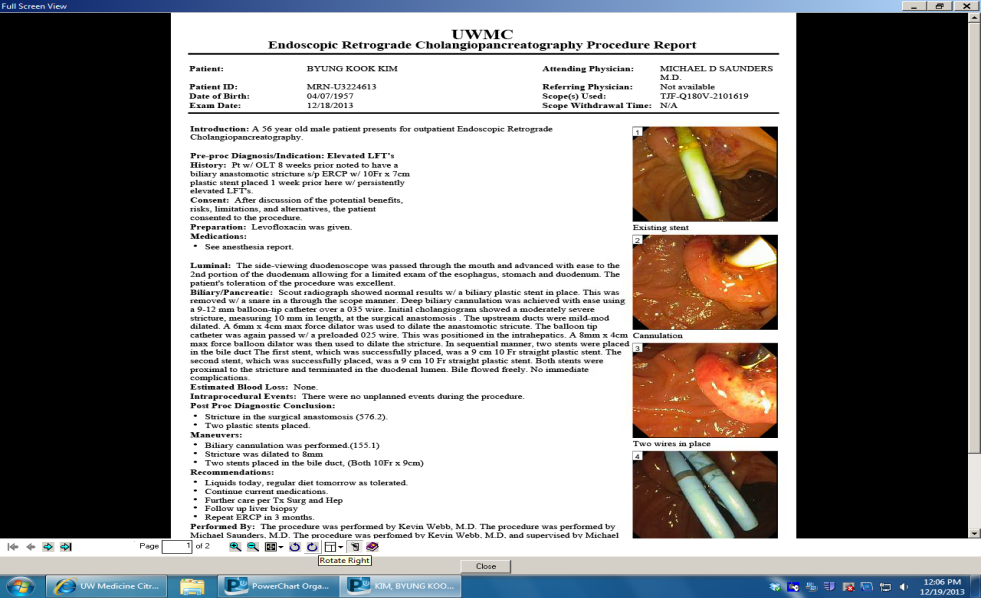 Full Screen View
UWMC
Endoscopic Retrograde Cholangiopancreatography Procedure Report
Patient: BYUNG KOOK KIM Attending Physician: MICHAEL D SAUNDERS
M.D.
Patient ID: MRN-U3224613 Referring Physician: Not available
Date of Birth: 04/07/1957 Scope(s) Used: TJF-Q180V-2101619
Exam Date: 12/18/2013 Scope Withdrawal Time: N/A
Introduction: A 56 year old male patient presents for outpatient Endoscopic Retrograde
Cholangiopancreatography.
Pre-proc Diagnosis/Indication: Elevated LFT's
History: Pt w/ OLT 8 weeks prior noted to have a
biliary anastomotic stricture s/p ERCP w/ 10Fr x 7cm
plastic stent placed 1 week prior here w/ persistently
elevated LFT's.
Consent: After discussion of the potential benefits,
risks, limitations, and alternatives, the patient
consented to the procedure.
Preparation: Levofloxacin was given.
Medications:
• See anesthesia report.
1
Existing stent
Luminal: The side-viewing duodenoscope was passed through the mouth and advanced with ease to the
2nd portion of the duodenum allowing for a limited exam of the esophagus, stomach and duodenum. The
patient's toleration of the procedure was excellent.
Biliary/Pancreatic: Scout radiograph showed normal results w/ a biliary plastic stent in place. This was
removed w/ a snare in a through the scope manner. Deep biliary cannulation was achieved with ease using
a 9-12 mm balloon-tip catheter over a 035 wire. Initial cholangiogram showed a moderately severe
stricture, measuring 10 mm in length, at the surgical anastomosis . The upstream ducts were mild-mod
dilated. A 6mm x 4cm max force dilator was used to dilate the anastomotic stricute. The balloon tip
catheter was again passed w/ a preloaded 025 wire. This was positioned in the intrahepatics. A 8mm x 4cm
max force balloon dilator was then used to dilate the stricture. In sequential manner, two stents were placed
in the bile duct The first stent, which was successfully placed, was a 9 cm 10 Fr straight plastic stent. The
second stent, which was successfully placed, was a 9 cm 10 Fr straight plastic stent. Both stents were
proximal to the stricture and terminated in the duodenal lumen. Bile flowed freely. No immediate
complications.
2
Cannulation
Estimated Blood Loss: None.
Intraprocedural Events: There were no unplanned events during the procedure.
Post Proc Diagnostic Conclusion:
• Stricture in the surgical anastomosis (576.2).
• Two plastic stents placed.
Maneuvers:
• Biliary cannulation was performed.(155.1)
• Stricture was dilated to 8mm
• Two stents placed in the bile duct, (Both 10Fr x 9cm)
3
Two wires in place
Recommendations:
• Liquids today, regular diet tomorrow as tolerated.
• Continue current medications.
• Further care per Tx Surg and Hep
• Follow up liver biopsy
• Repeat ERCP in 3 months.
4
Performed By: The procedure was performed by Kevin Webb, M.D. The procedure was performed by
Michael Saunders, M.D. The procedure was perfomed by Kevin Webb, M.D. and supervised by Michael
Page 1 of 2
Rotate Right
Close
UW Medicine Citr...
PowerChart Orga...
KIM, BYUNG KOO...
12:06 PM
12/19/2013